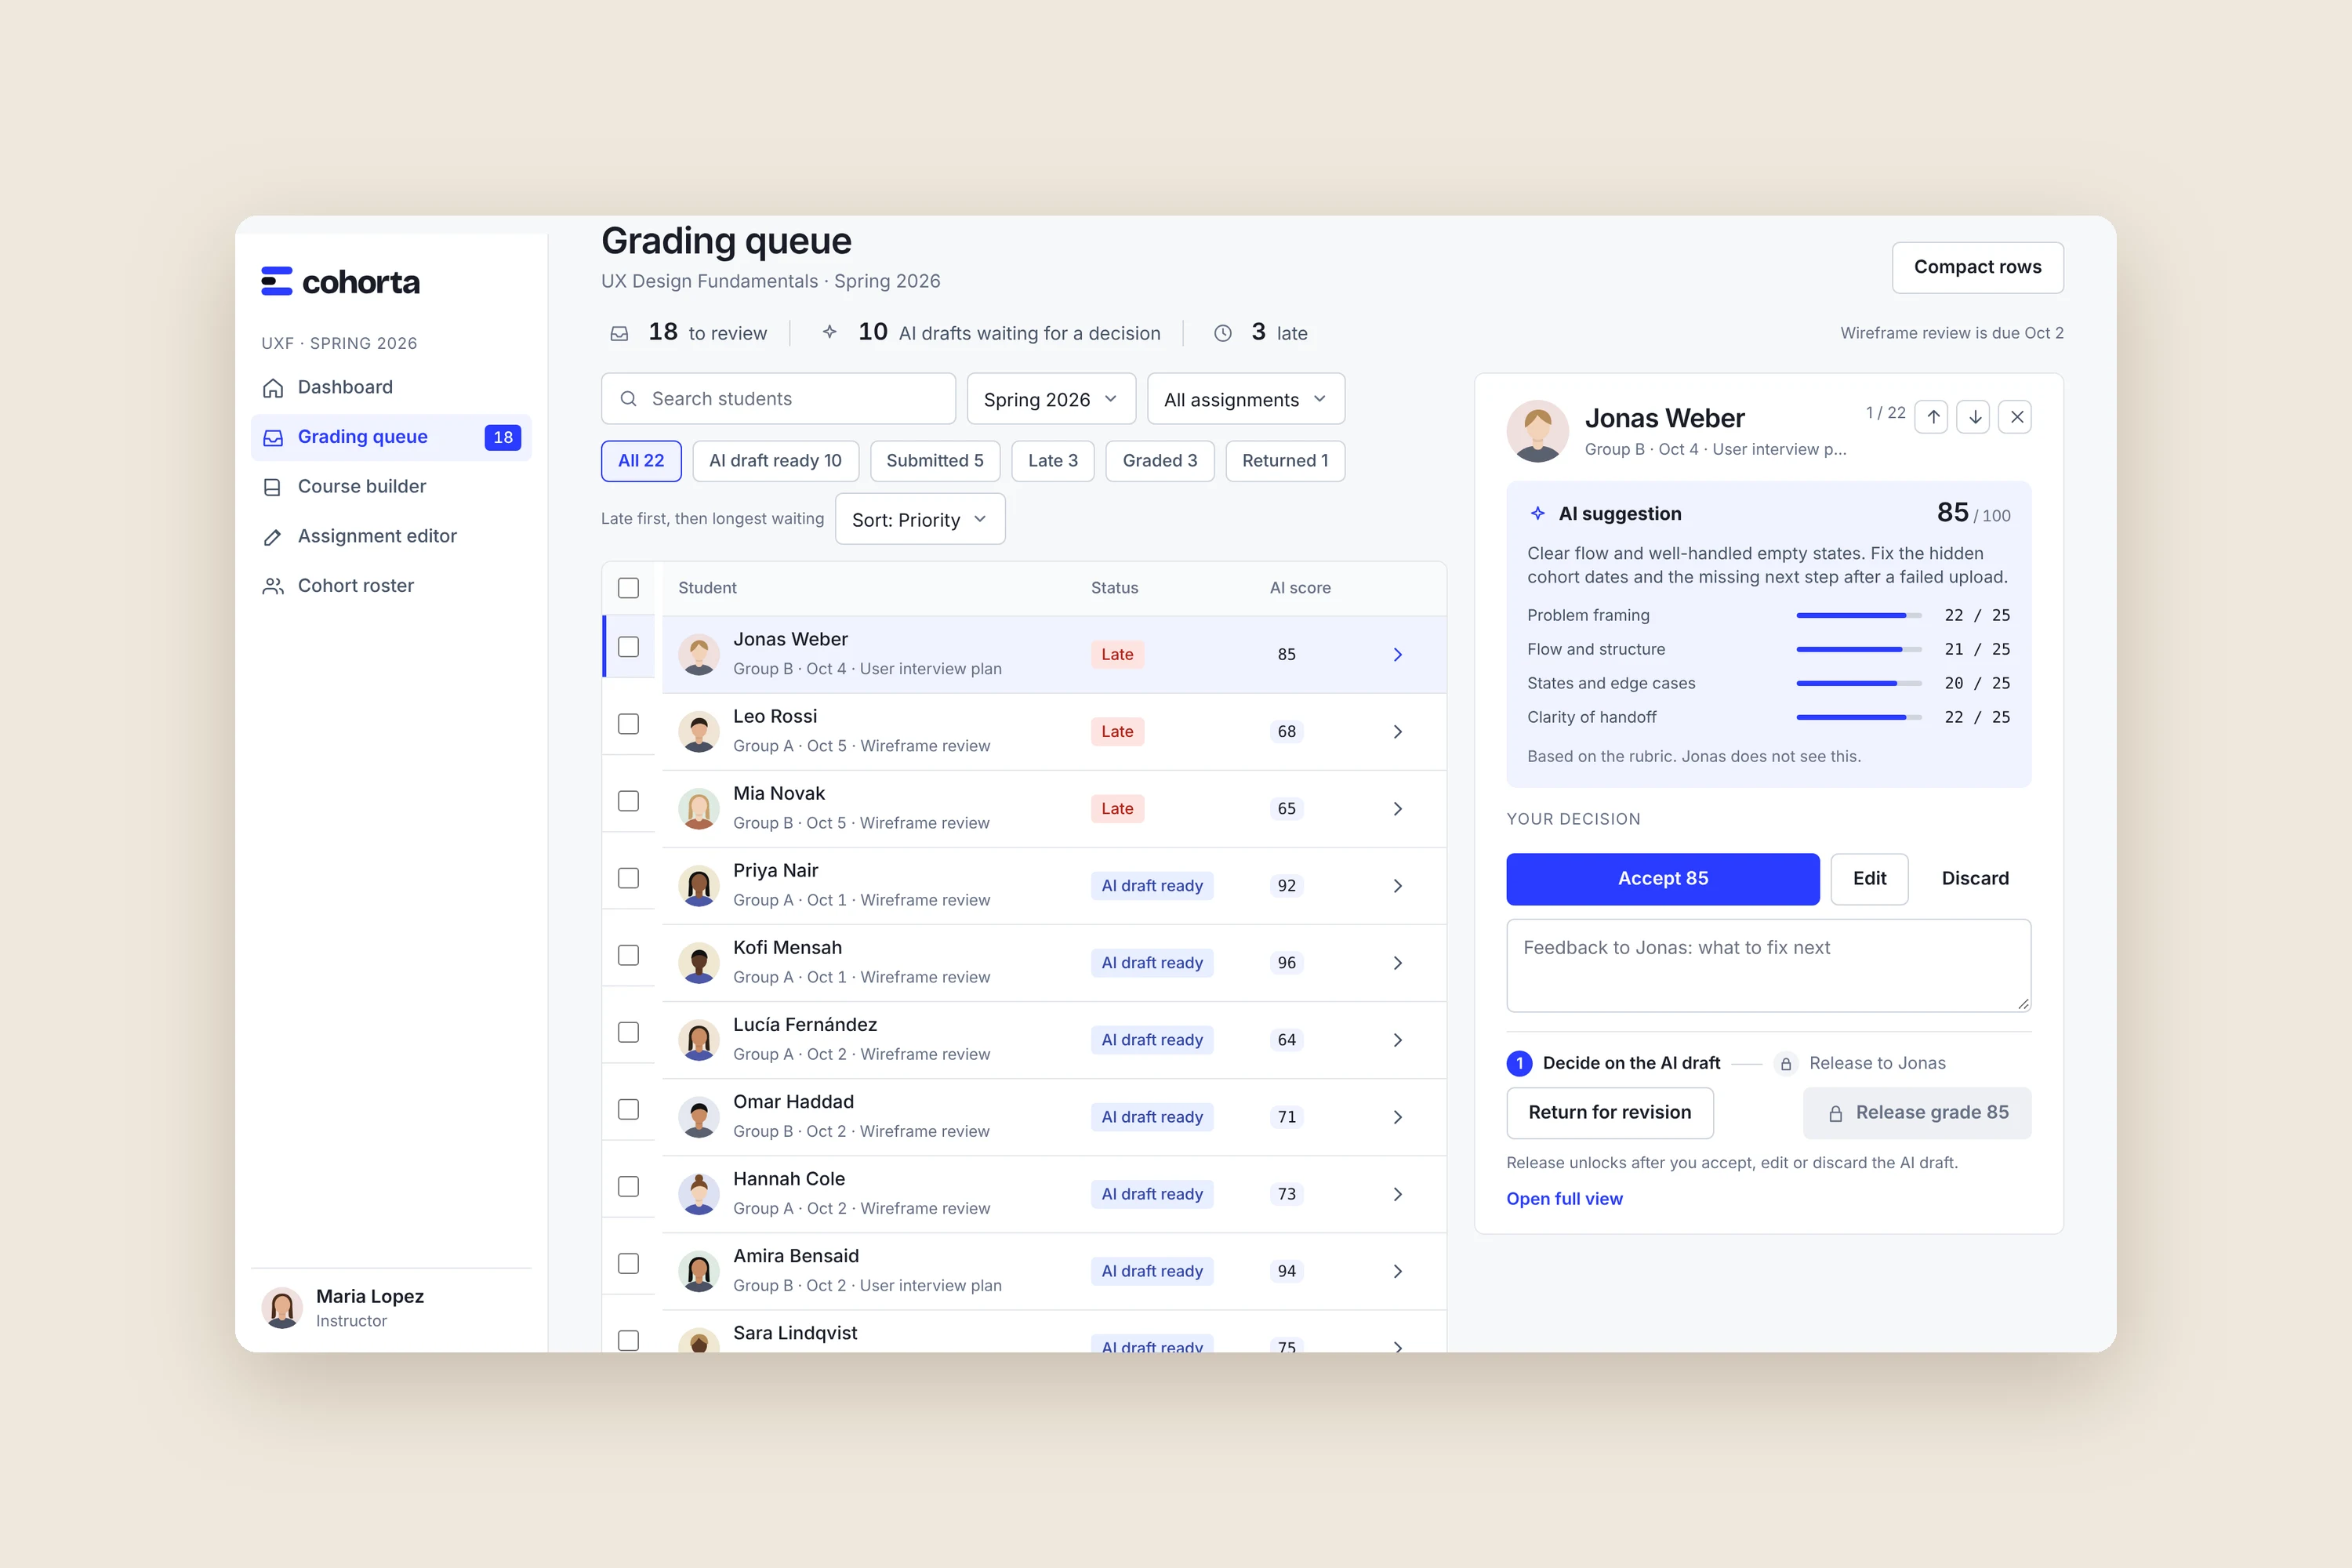 cohorta
UXF · SPRING 2026
Dashboard
Grading queue 18
Course builder
Assignment editor
Cohort roster
Maria Lopez
Instructor
Grading queue
UX Design Fundamentals · Spring 2026
Compact rows
18 to review
10 AI drafts waiting for a decision
3 late
Wireframe review is due Oct 2
Search students
Spring 2026
All assignments
All 22
AI draft ready 10
Submitted 5
Late 3
Graded 3
Returned 1
Late first, then longest waiting
Sort: Priority
Student Status AI score
Jonas Weber
Group B · Oct 4 · User interview plan
Late 85
Leo Rossi
Group A · Oct 5 · Wireframe review
Late 68
Mia Novak
Group B · Oct 5 · Wireframe review
Late 65
Priya Nair
Group A · Oct 1 · Wireframe review
AI draft ready 92
Kofi Mensah
Group A · Oct 1 · Wireframe review
AI draft ready 96
Lucía Fernández
Group A · Oct 2 · Wireframe review
AI draft ready 64
Omar Haddad
Group B · Oct 2 · Wireframe review
AI draft ready 71
Hannah Cole
Group A · Oct 2 · Wireframe review
AI draft ready 73
Amira Bensaid
Group B · Oct 2 · User interview plan
AI draft ready 94
Sara Lindqvist
AI draft ready 75
Jonas Weber
Group B · Oct 4 · User interview p...
1 / 22
AI suggestion
85 / 100
Clear flow and well-handled empty states. Fix the hidden
cohort dates and the missing next step after a failed upload.
Problem framing 22 / 25
Flow and structure 21 / 25
States and edge cases 20 / 25
Clarity of handoff 22 / 25
Based on the rubric. Jonas does not see this.
YOUR DECISION
Accept 85
Edit
Discard
Feedback to Jonas: what to fix next
1 Decide on the AI draft
Release to Jonas
Return for revision
Release grade 85
Release unlocks after you accept, edit or discard the AI draft.
Open full view